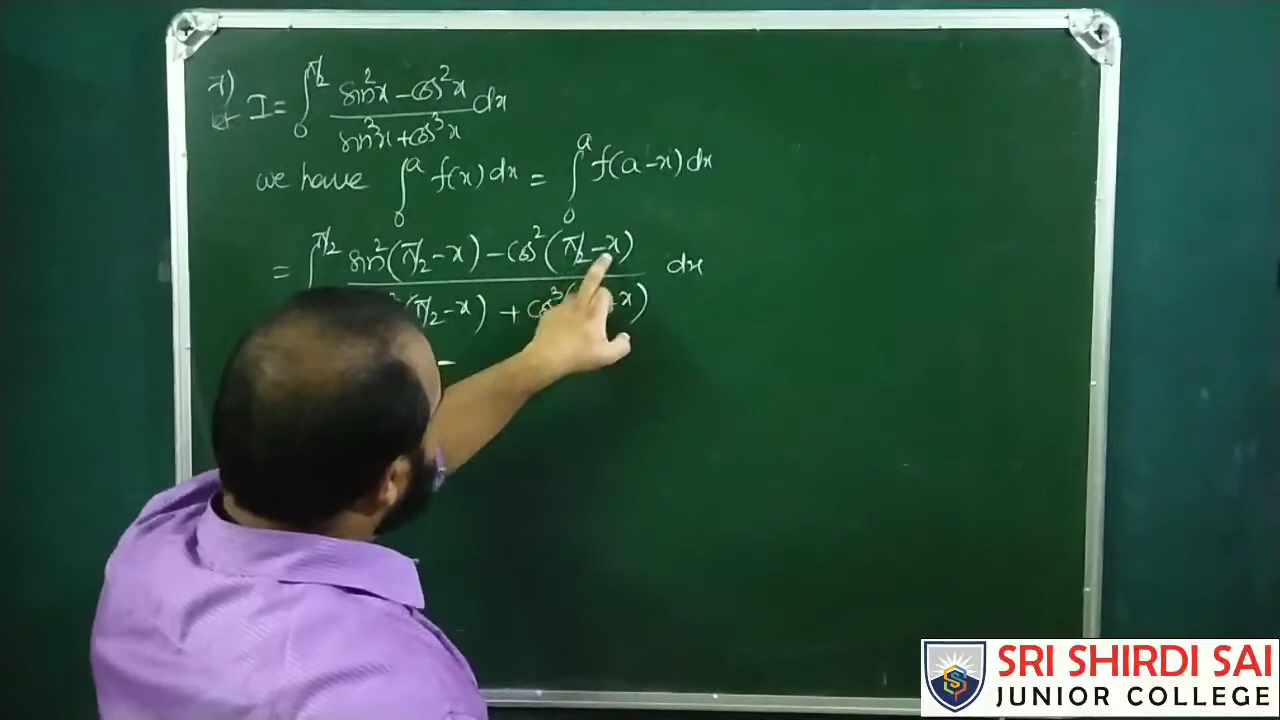 7)
I = ∫₀^(π/2) (sin²x − cos²x)/(sin³x + cos³x) dx
we have ∫₀^a f(x) dx = ∫₀^a f(a−x) dx
= ∫^(π/2) (sin²(π/2 − x) − cos²(π/2 − x))/( (π/2 − x) + cos³( − x)) dx
SRI SHIRDI SAI
JUNIOR COLLEGE